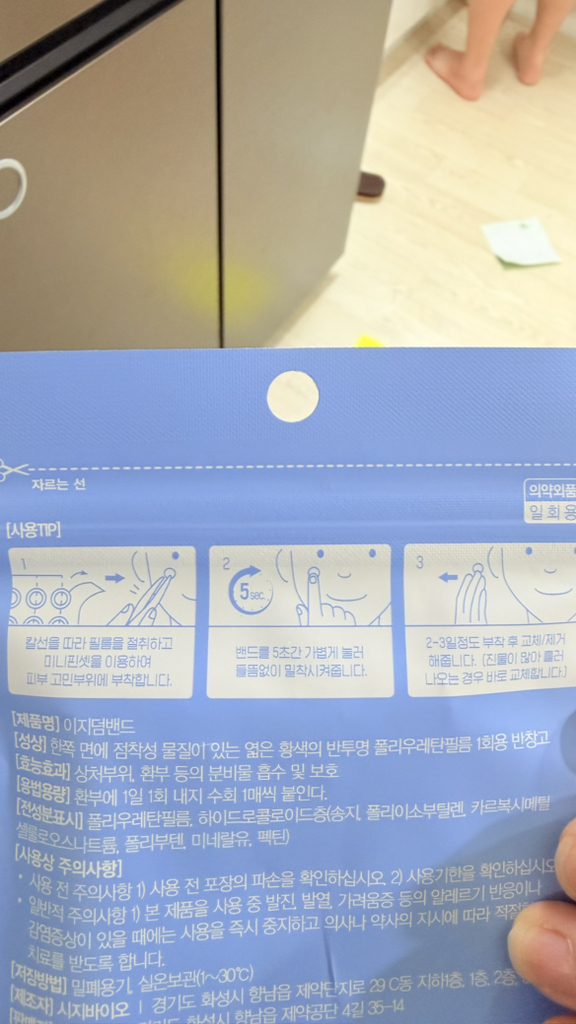 자르는 선
의약외품
일회용
[사용TIP]
1
칼선을 따라 필름을 절취하고
미니핀셋을 이용하여
피부 고민부위에 부착합니다.
2
5sec.
밴드를 5초간 가볍게 눌러
들뜸없이 밀착시켜줍니다.
3
2-3일정도 부착 후 교체/제거
해줍니다. (진물이 많아 흘러
나오는 경우 바로 교체합니다.)
[제품명] 이지덤밴드
[성상] 한쪽 면에 점착성 물질이 있는 엷은 황색의 반투명 폴리우레탄필름 1회용 반창고
[효능효과] 상처부위, 환부 등의 분비물 흡수 및 보호
[용법용량] 환부에 1일 1회 내지 수회 1매씩 붙인다.
[전성분표시] 폴리우레탄필름, 하이드로콜로이드층(송지, 폴리이소부틸렌, 카르복시메틸
셀룰로오스나트륨, 폴리부텐, 미네랄유, 펙틴)
[사용상 주의사항]
• 사용 전 주의사항 1) 사용 전 포장의 파손을 확인하십시오. 2) 사용기한을 확인하십시오
• 일반적 주의사항 1) 본 제품을 사용 중 발진, 발열, 가려움증 등의 알레르기 반응이나
감염증상이 있을 때에는 사용을 즉시 중지하고 의사나 약사의 지시에 따라 적절한
치료를 받도록 합니다.
[저장방법] 밀폐용기, 실온보관(1~30℃)
[제조자] 시지바이오 | 경기도 화성시 향남읍 제약단지로 29 C동 지하1층, 1층, 2층,
경기도 화성시 향남읍 제약공단 4길 35-14